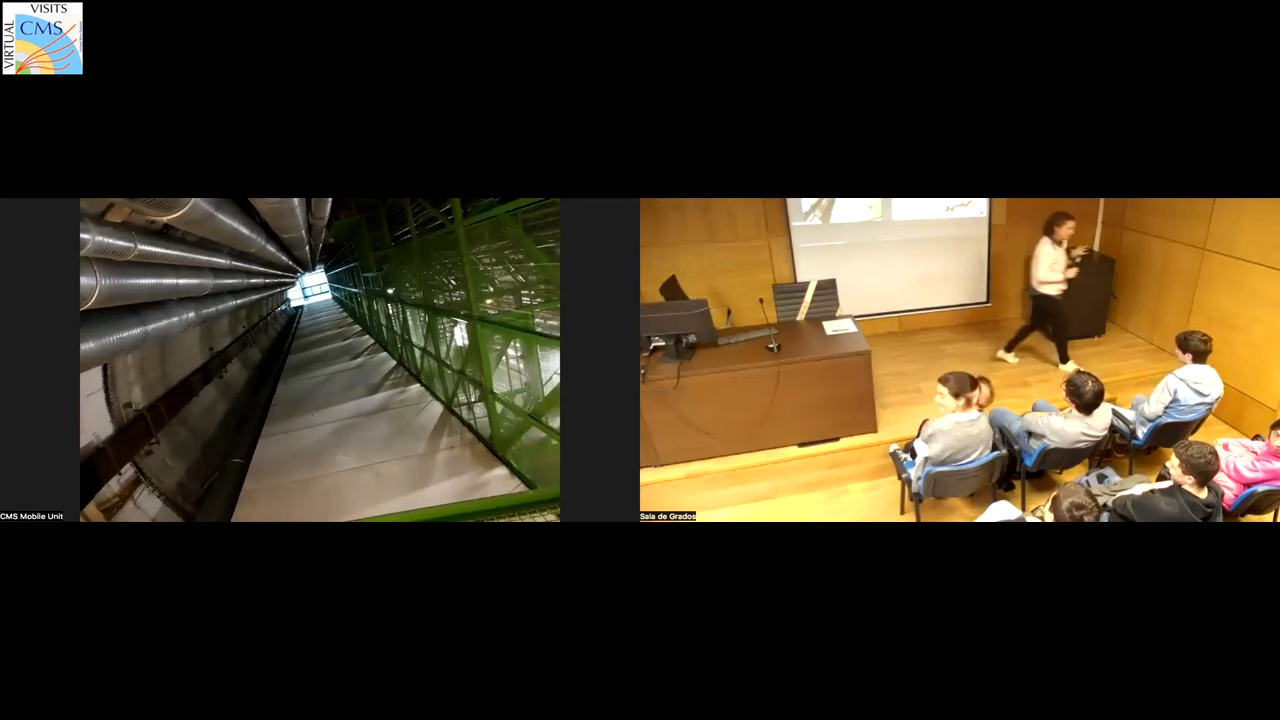 VISITS
VIRTUAL
CMS
CMS Mobile Unit
Sala de Grados